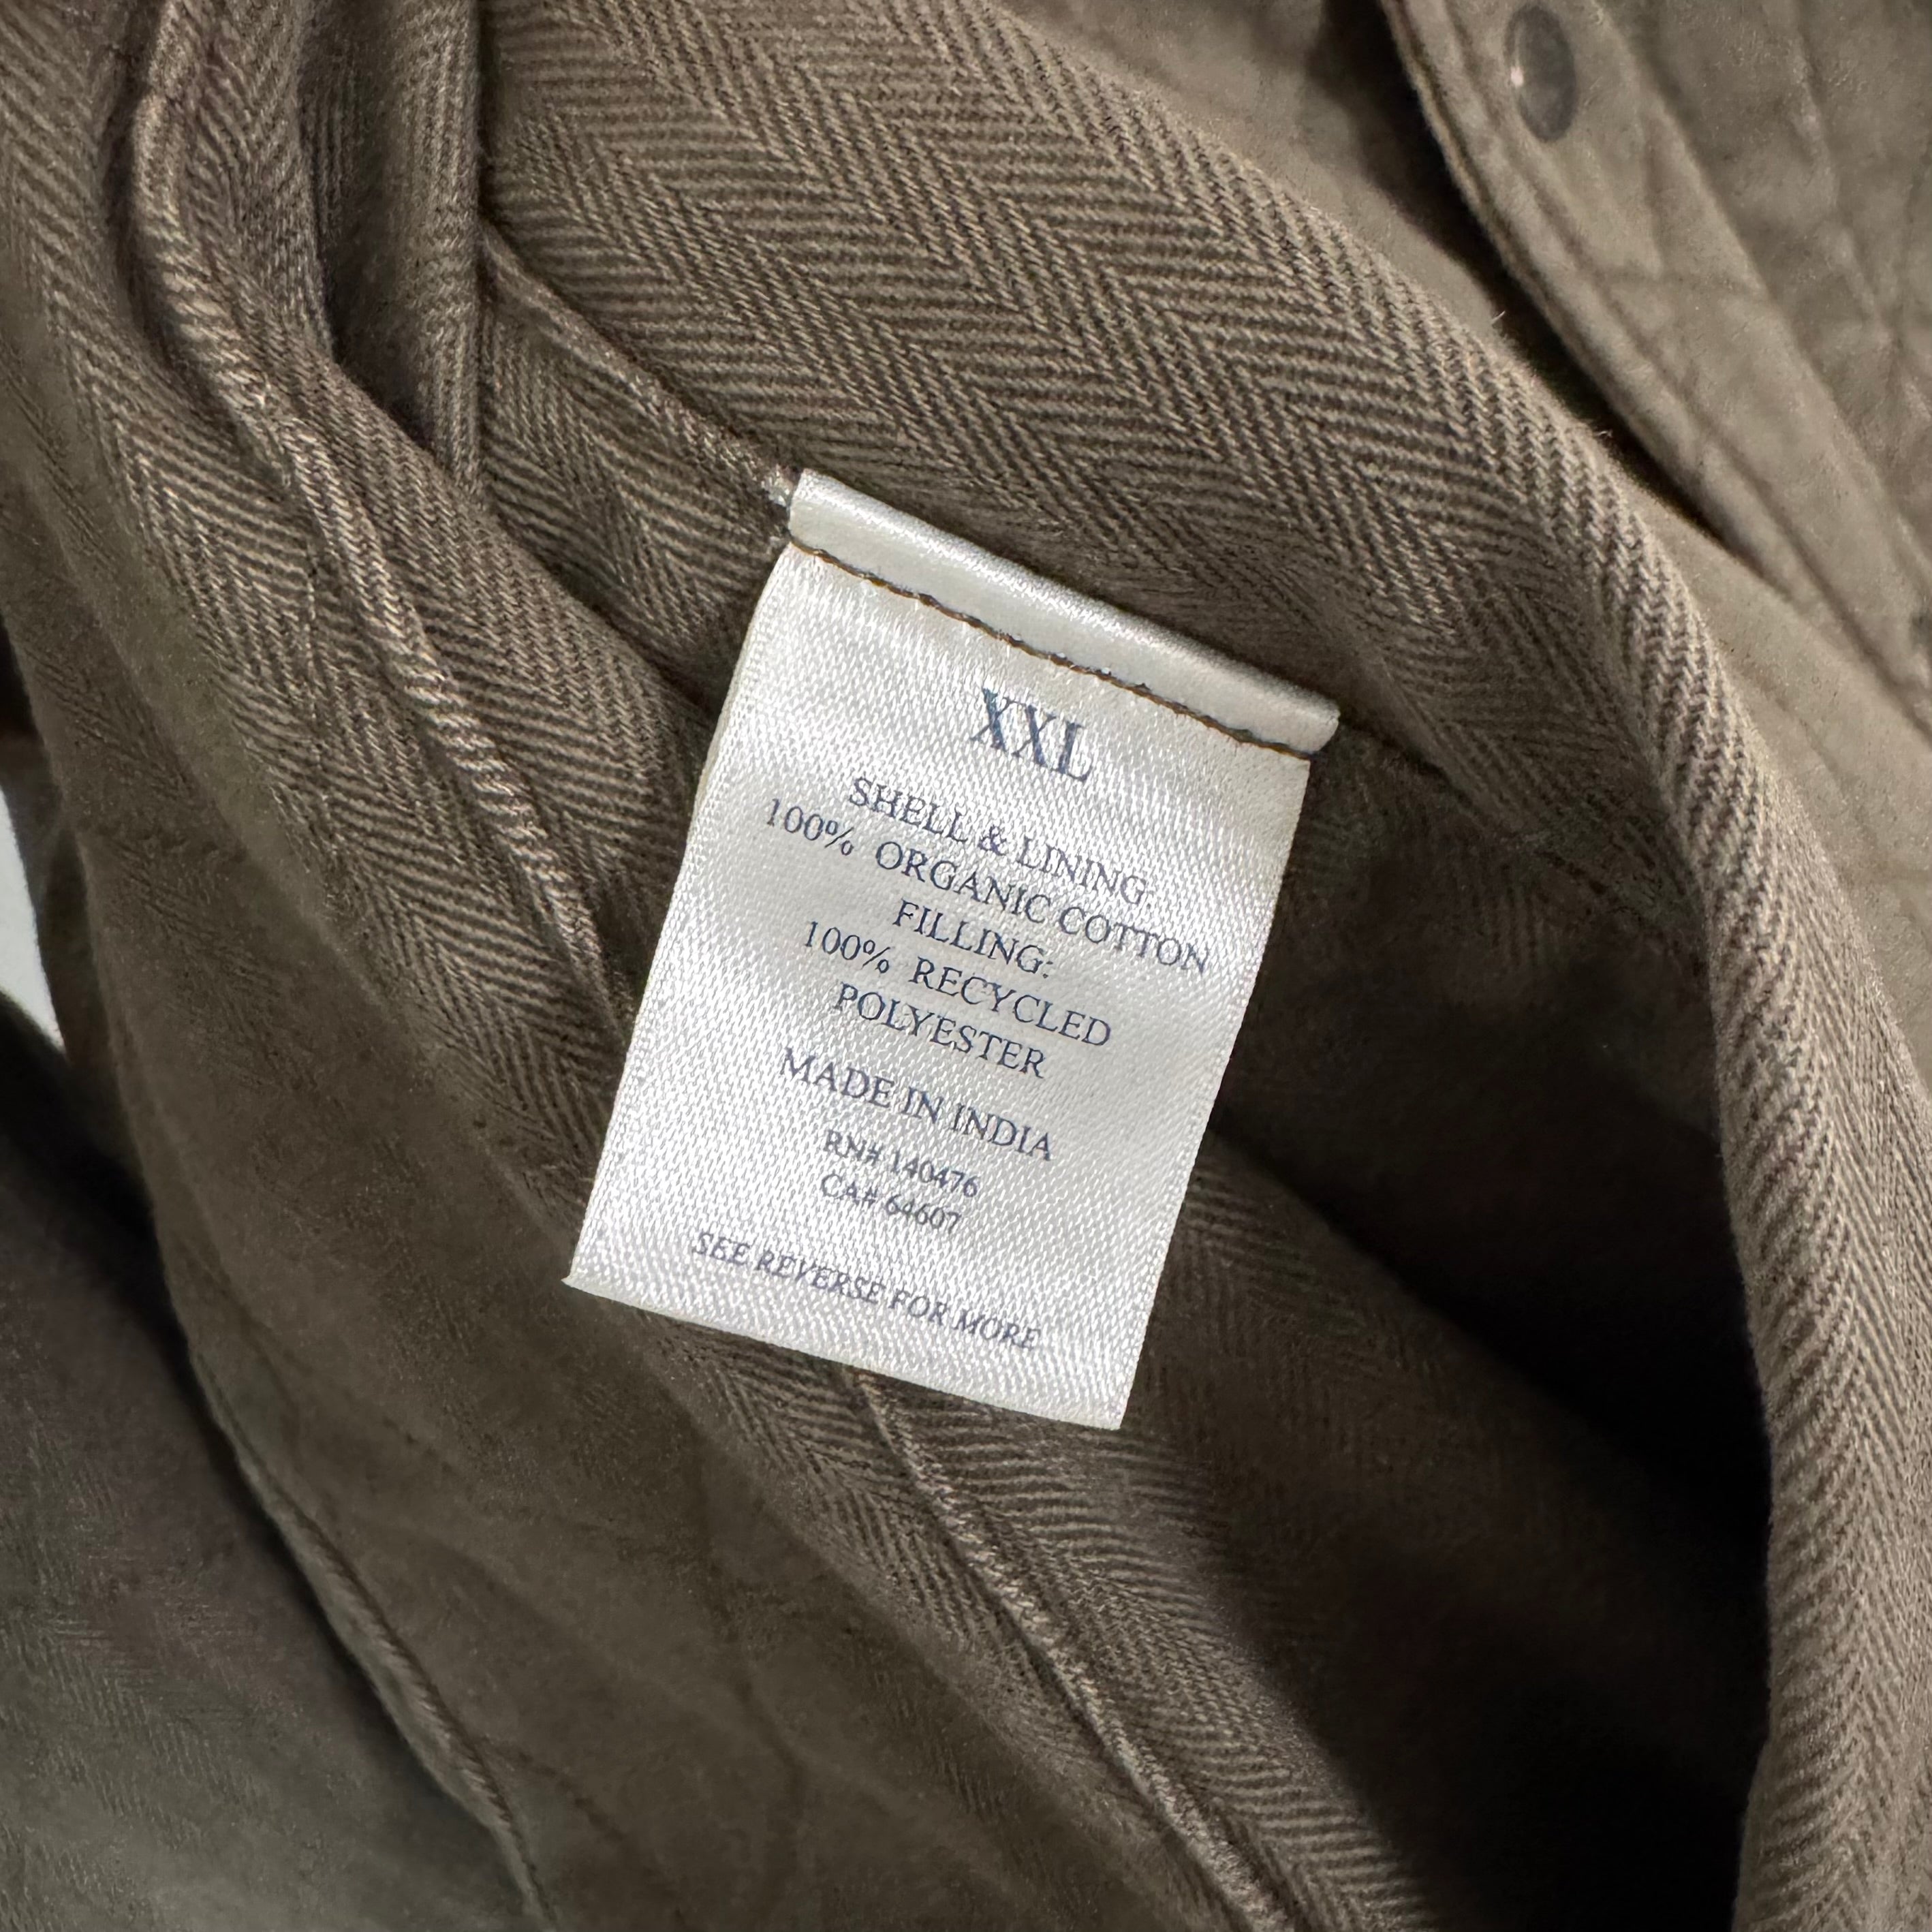 XXL
SHELL & LINING:
100% ORGANIC COTTON
FILLING:
100% RECYCLED
POLYESTER
MADE IN INDIA
RN# 140476
CA# 64607
SEE REVERSE FOR MORE